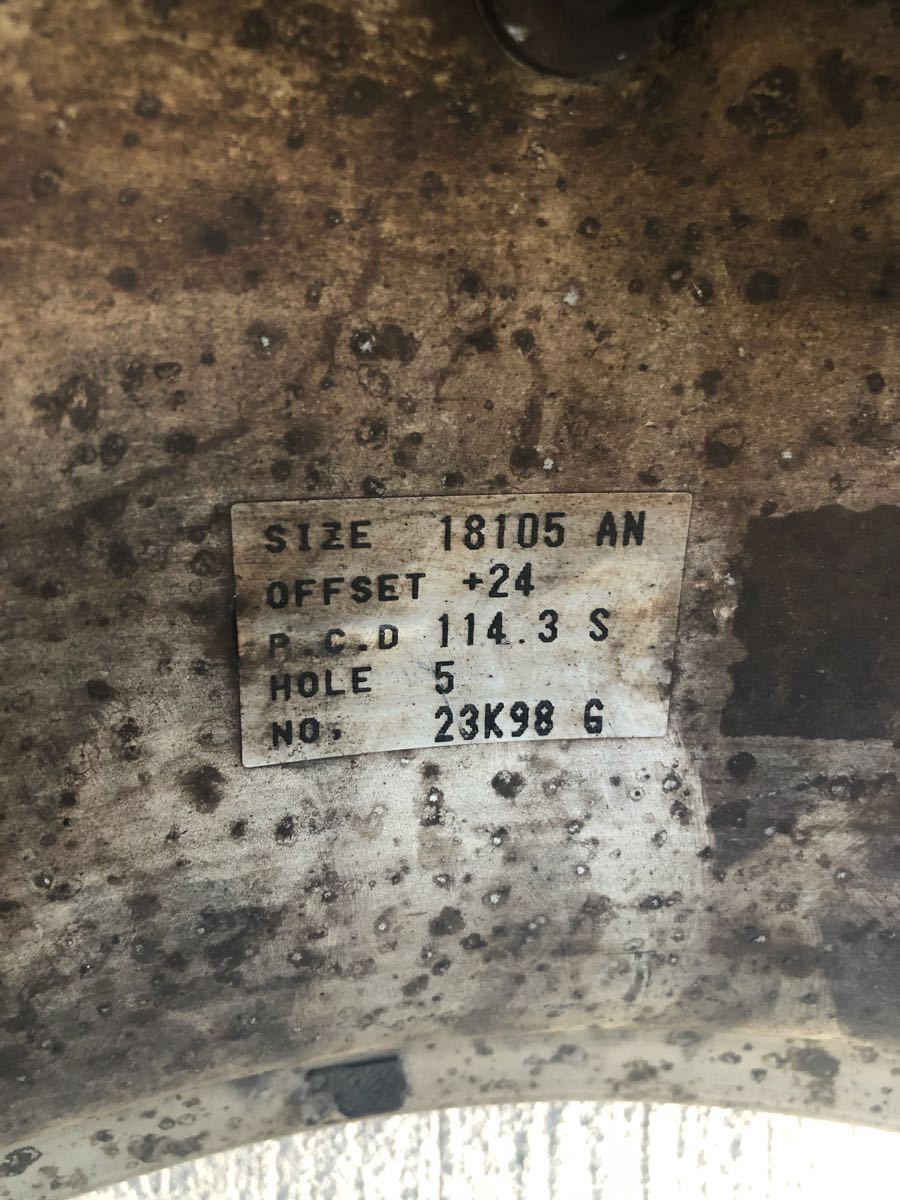 SIZE 18105 AN
OFFSET +24
P.C.D 114.3 S
HOLE 5
NO. 23K98 G